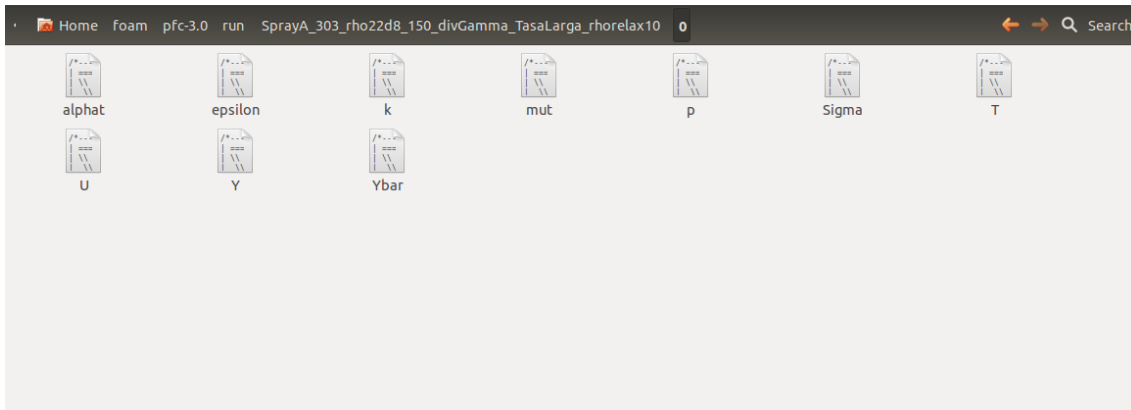 Home foam pfc-3.0 run SprayA_303_rho22d8_150_divGamma_TasaLarga_rhorelax10 0 Search
alphat epsilon k mut p Sigma T
U Y Ybar